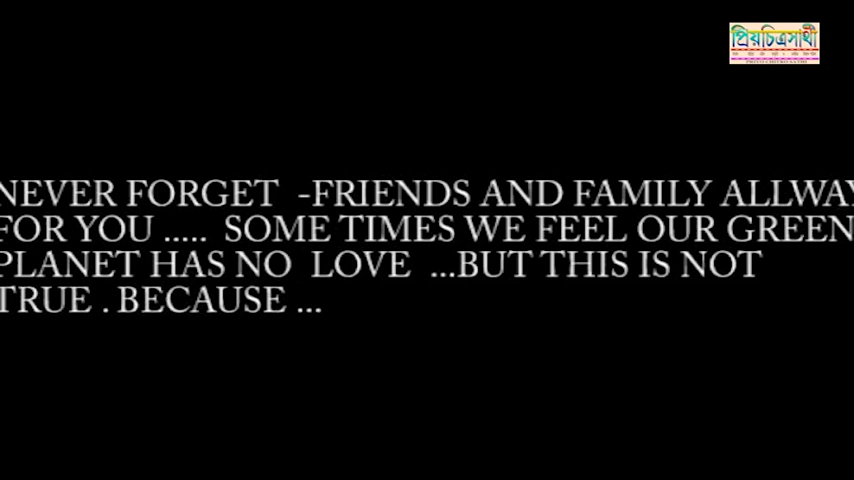 প্রিয়চিত্রসাথী
NEVER FORGET -FRIENDS AND FAMILY ALLWAY
FOR YOU ..... SOME TIMES WE FEEL OUR GREEN
PLANET HAS NO LOVE ...BUT THIS IS NOT
TRUE . BECAUSE ...